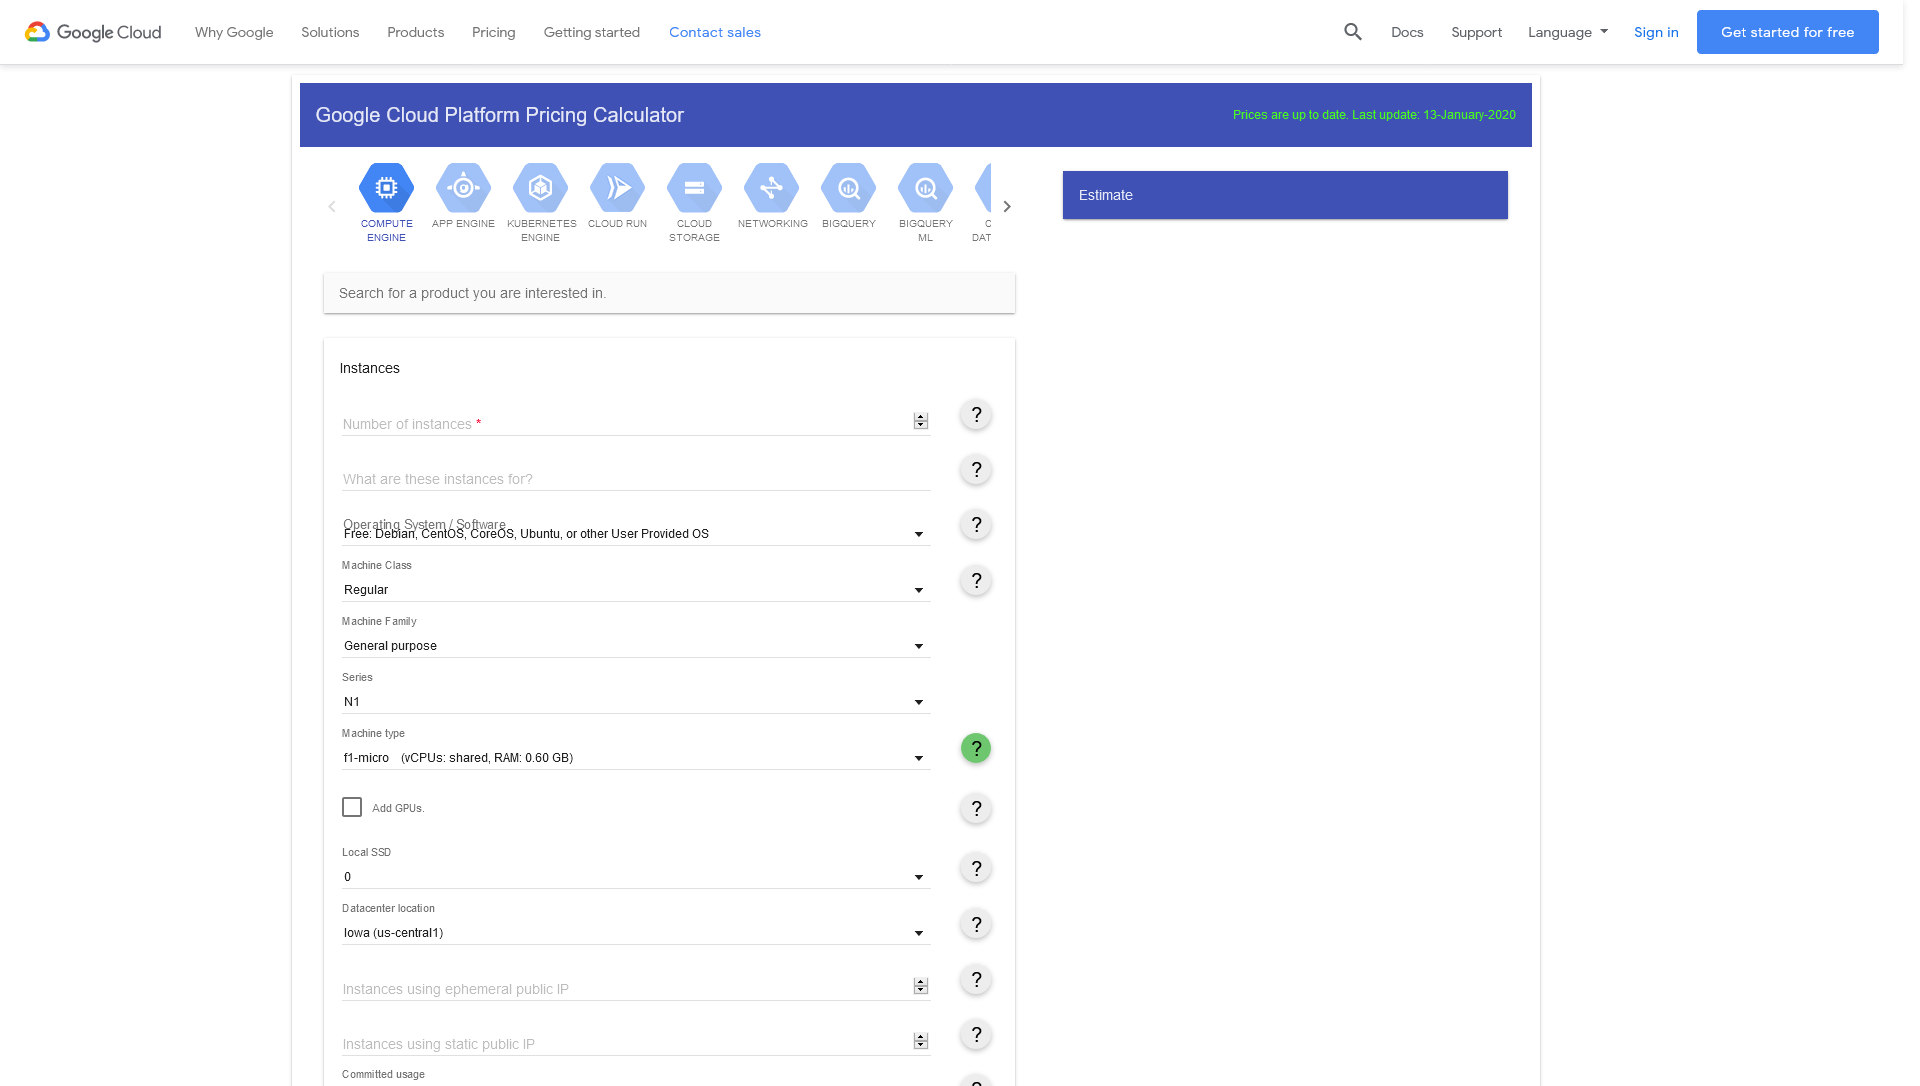 Google Cloud
Why Google
Solutions
Products
Pricing
Getting started
Contact sales
Docs
Support
Language
Sign in
Get started for free
Google Cloud Platform Pricing Calculator
Prices are up to date. Last update: 13-January-2020
COMPUTE
ENGINE
APP ENGINE
KUBERNETES
ENGINE
CLOUD RUN
CLOUD
STORAGE
NETWORKING
BIGQUERY
BIGQUERY
ML
C
DAT
Estimate
Search for a product you are interested in.
Instances
Number of instances *
?
What are these instances for?
?
Operating System / Software
Free: Debian, CentOS, CoreOS, Ubuntu, or other User Provided OS
?
Machine Class
Regular
?
Machine Family
General purpose
Series
N1
Machine type
f1-micro (vCPUs: shared, RAM: 0.60 GB)
?
Add GPUs.
?
Local SSD
0
?
Datacenter location
Iowa (us-central1)
?
Instances using ephemeral public IP
?
Instances using static public IP
?
Committed usage
?